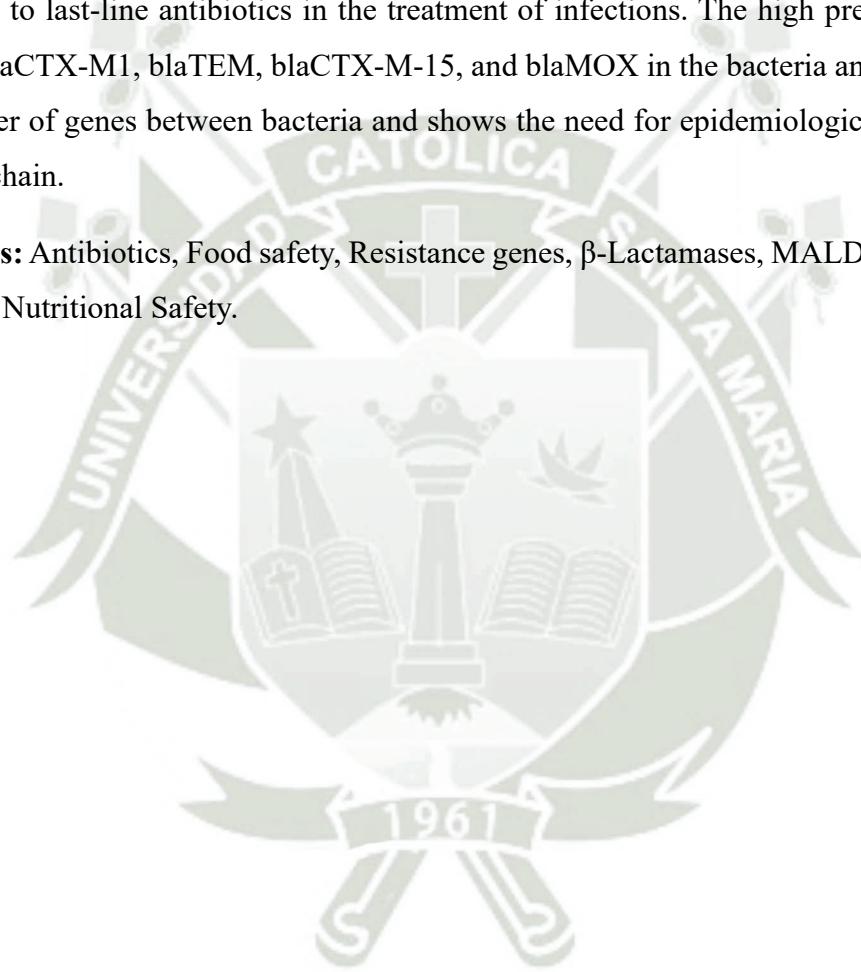 to last-line antibiotics in the treatment of infections. The high pre
aCTX-M1, blaTEM, blaCTX-M-15, and blaMOX in the bacteria an
er of genes between bacteria and shows the need for epidemiologic
hain.
s: Antibiotics, Food safety, Resistance genes, β-Lactamases, MALD
Nutritional Safety.
UNIVERSIDAD CATOLICA SANTA MARIA
1961